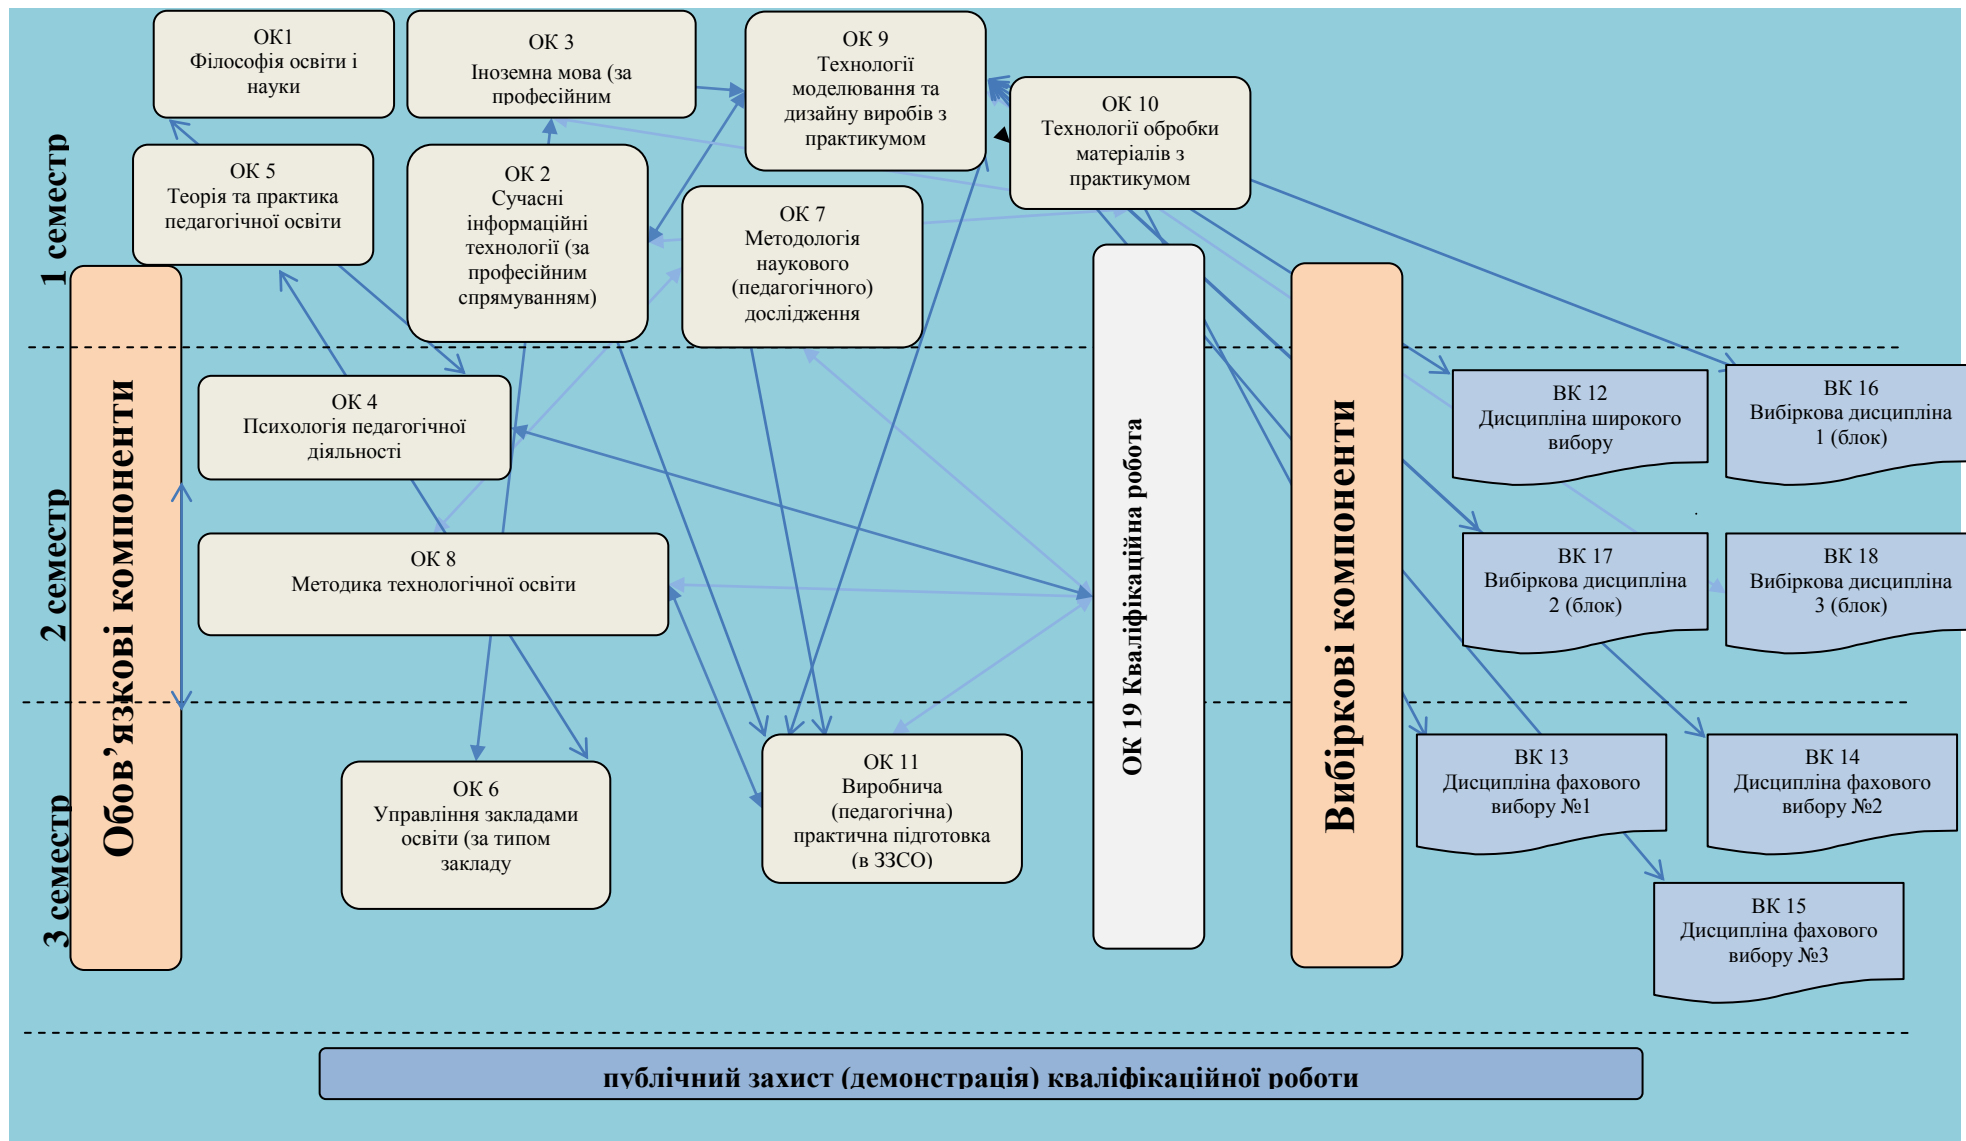 ОК1
Філософія освіти і
науки
ОК 3
Іноземна мова (за
професійним
ОК 9
Технології
моделювання та
дизайну виробів з
практикумом
ОК 10
Технології обробки
матеріалів з
практикумом
1 семестр
ОК 5
Теорія та практика
педагогічної освіти
ОК 2
Сучасні
інформаційні
технології (за
професійним
спрямуванням)
ОК 7
Методологія
наукового
(педагогічного)
дослідження
Обов’язкові компоненти
ОК 19 Кваліфікаційна робота
Вибіркові компоненти
2 семестр
ОК 4
Психологія педагогічної
діяльності
ВК 12
Дисципліна широкого
вибору
ВК 16
Вибіркова дисципліна
1 (блок)
.
ОК 8
Методика технологічної освіти
ВК 17
Вибіркова дисципліна
2 (блок)
ВК 18
Вибіркова дисципліна
3 (блок)
3 семестр
ОК 6
Управління закладами
освіти (за типом
закладу
ОК 11
Виробнича
(педагогічна)
практична підготовка
(в ЗЗСО)
ВК 13
Дисципліна фахового
вибору №1
ВК 14
Дисципліна фахового
вибору №2
ВК 15
Дисципліна фахового
вибору №3
публічний захист (демонстрація) кваліфікаційної роботи